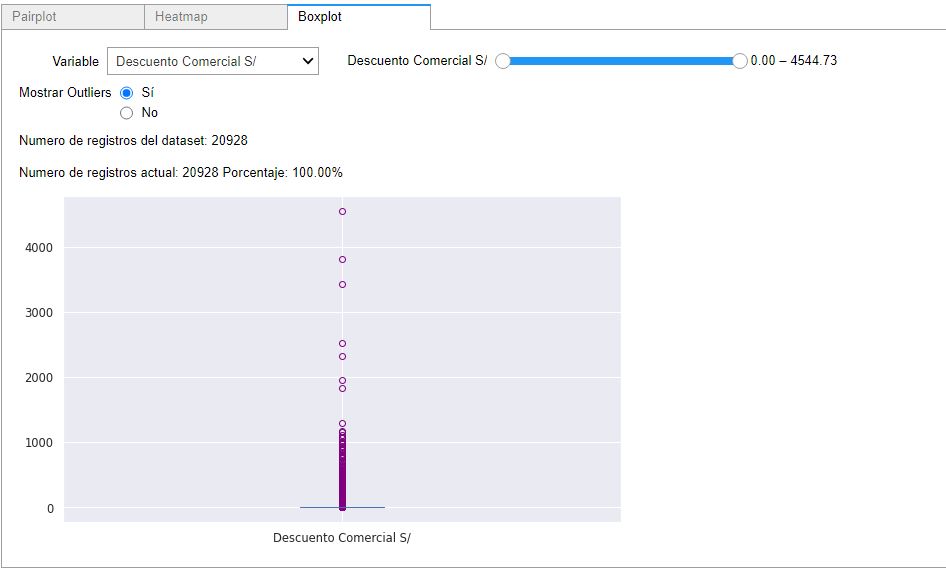 Pairplot Heatmap Boxplot
Variable Descuento Comercial S/ Descuento Comercial S/ 0.00 – 4544.73
Mostrar Outliers Sí
No
Numero de registros del dataset: 20928
Numero de registros actual: 20928 Porcentaje: 100.00%
4000
3000
2000
1000
0
Descuento Comercial S/